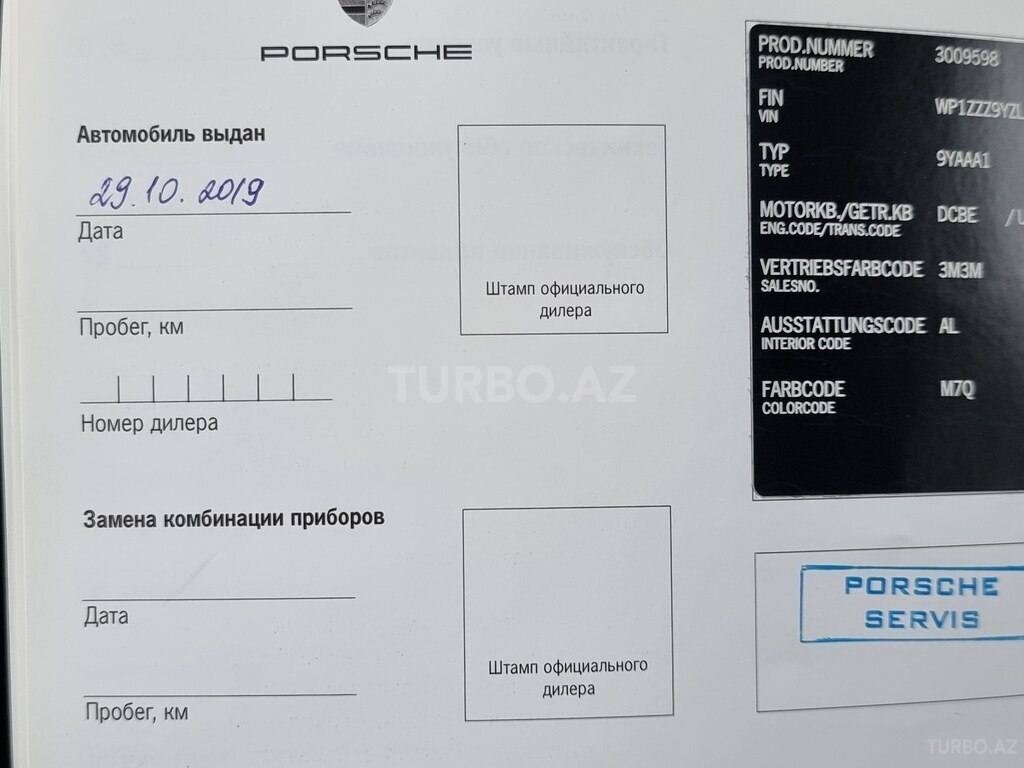 PORSCHE
Автомобиль выдан
29.10.2019
Дата
Пробег, км
Номер дилера
Штамп официального
дилера
Замена комбинации приборов
Дата
Пробег, км
Штамп официального
дилера
PROD.NUMMER 3009598
PROD.NUMBER
FIN WP1ZZZ9YZL
VIN
TYP 9YAAA1
TYPE
MOTORKB./GETR.KB DCBE /U
ENG.CODE/TRANS.CODE
VERTRIEBSFARBCODE 3M3M
SALESNO.
AUSSTATTUNGSCODE AL
INTERIOR CODE
FARBCODE M7Q
COLORCODE
PORSCHE
SERVIS
TURBO.AZ
TURBO.AZ